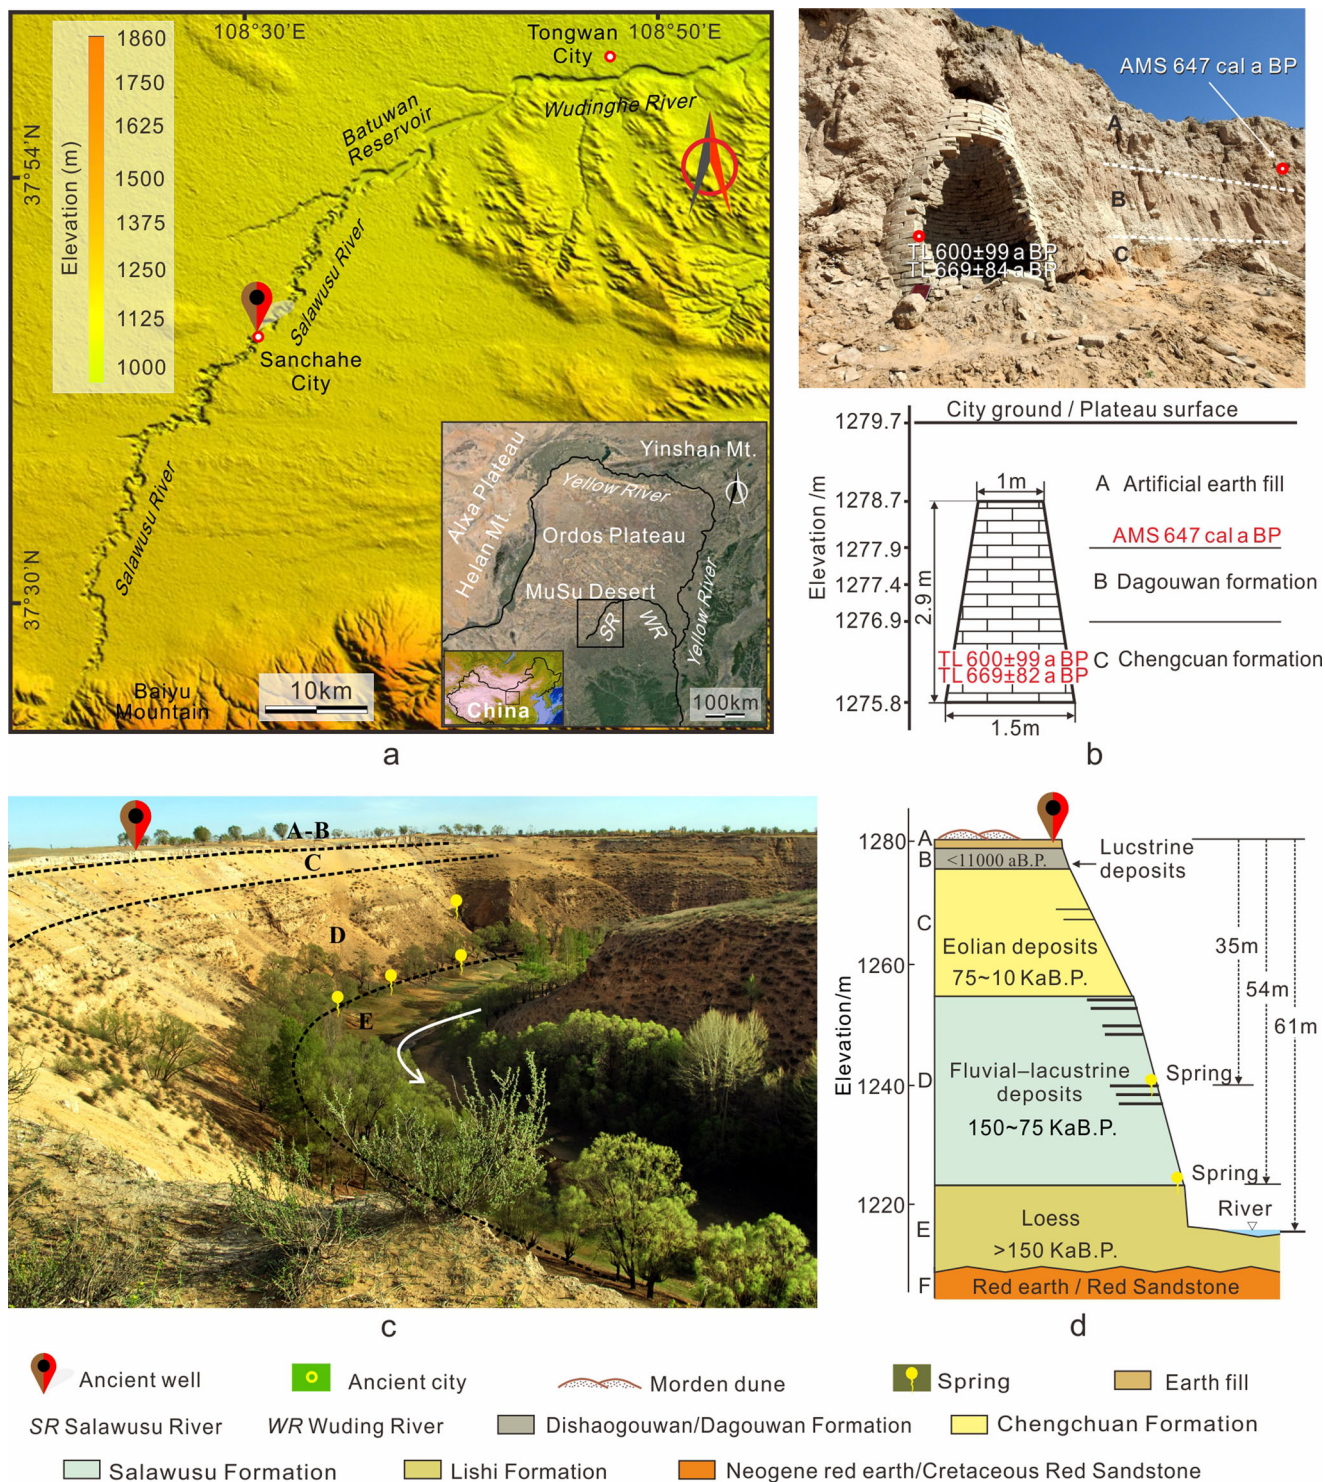 108°30'E
108°50'E
1860
1750
1625
1500
1375
1250
1125
1000
Elevation (m)
37°54'N
37°30'N
Tongwan
City
Wudinghe River
Batuwan
Reservoir
Salawusu River
Sanchahe
City
Salawusu River
Baiyu
Mountain
10km
Yinshan Mt.
Alxa Plateau
Yellow River
Helan Mt.
Ordos Plateau
MuSu Desert
SR
WR
Yellow River
China
100km
a
AMS 647 cal a BP
A
B
C
TL 600±99 a BP
TL 669±84 a BP
City ground / Plateau surface
1279.7
1278.7
1277.9
1277.4
1276.9
1275.8
Elevation /m
1m
2.9 m
1.5m
A Artificial earth fill
AMS 647 cal a BP
B Dagouwan formation
C Chengcuan formation
TL 600±99 a BP
TL 669±82 a BP
b
A-B
C
D
E
c
1280
1260
1240
1220
Elevation/m
A
B
C
D
E
F
<11000 aB.P.
Lucstrine
deposits
Eolian deposits
75~10 KaB.P.
Fluvial–lacustrine
deposits
150~75 KaB.P.
Spring
Spring
River
35m
54m
61m
Loess
>150 KaB.P.
Red earth / Red Sandstone
d
Ancient well
Ancient city
Morden dune
Spring
Earth fill
SR Salawusu River
WR Wuding River
Dishaogouwan/Dagouwan Formation
Chengchuan Formation
Salawusu Formation
Lishi Formation
Neogene red earth/Cretaceous Red Sandstone